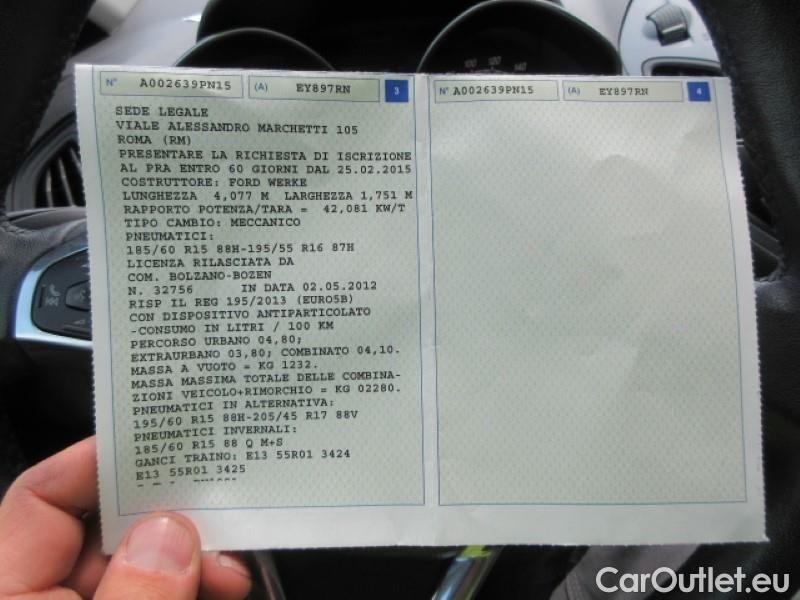 100 120 140
N° A002639PN15 (A) EY897RN 3
SEDE LEGALE
VIALE ALESSANDRO MARCHETTI 105
ROMA (RM)
PRESENTARE LA RICHIESTA DI ISCRIZIONE
AL PRA ENTRO 60 GIORNI DAL 25.02.2015
COSTRUTTORE: FORD WERKE
LUNGHEZZA 4,077 M LARGHEZZA 1,751 M
RAPPORTO POTENZA/TARA = 42,081 KW/T
TIPO CAMBIO: MECCANICO
PNEUMATICI:
185/60 R15 88H-195/55 R16 87H
LICENZA RILASCIATA DA
COM. BOLZANO-BOZEN
N. 32756 IN DATA 02.05.2012
RISP IL REG 195/2013 (EURO5B)
CON DISPOSITIVO ANTIPARTICOLATO
-CONSUMO IN LITRI / 100 KM
PERCORSO URBANO 04,80;
EXTRAURBANO 03,80; COMBINATO 04,10.
MASSA A VUOTO = KG 1232.
MASSA MASSIMA TOTALE DELLE COMBINA-
ZIONI VEICOLO+RIMORCHIO = KG 02280.
PNEUMATICI IN ALTERNATIVA:
195/60 R15 88H-205/45 R17 88V
PNEUMATICI INVERNALI:
185/60 R15 88 Q M+S
GANCI TRAINO: E13 55R01 3424
E13 55R01 3425
N° A002639PN15 (A) EY897RN 4
CarOutlet.eu